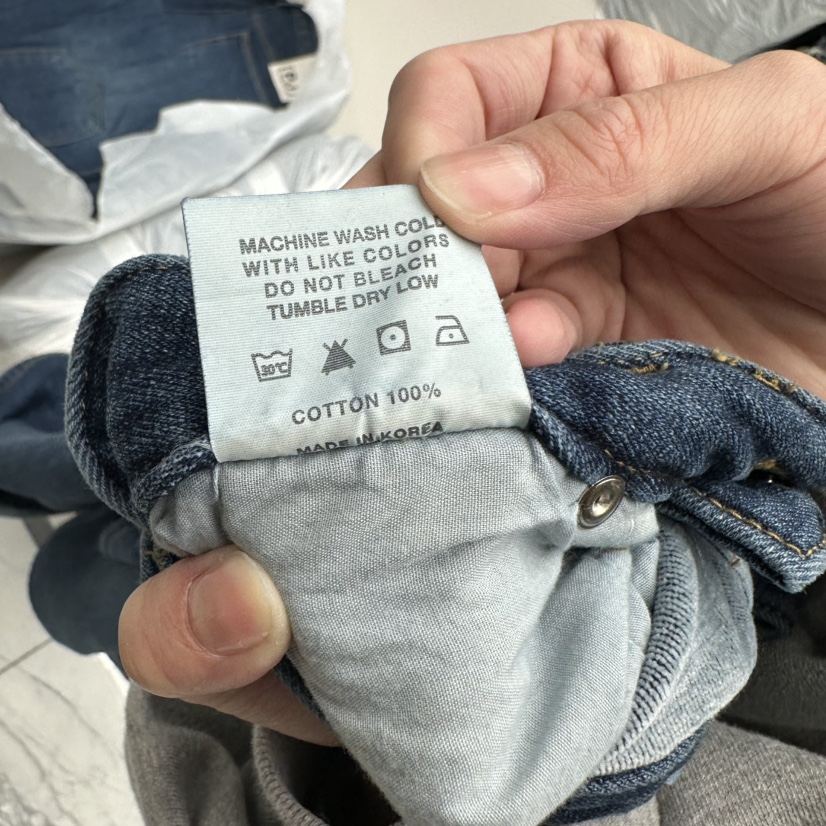 MACHINE WASH COLD
WITH LIKE COLORS
DO NOT BLEACH
TUMBLE DRY LOW
30℃
COTTON 100%
MADE IN KOREA